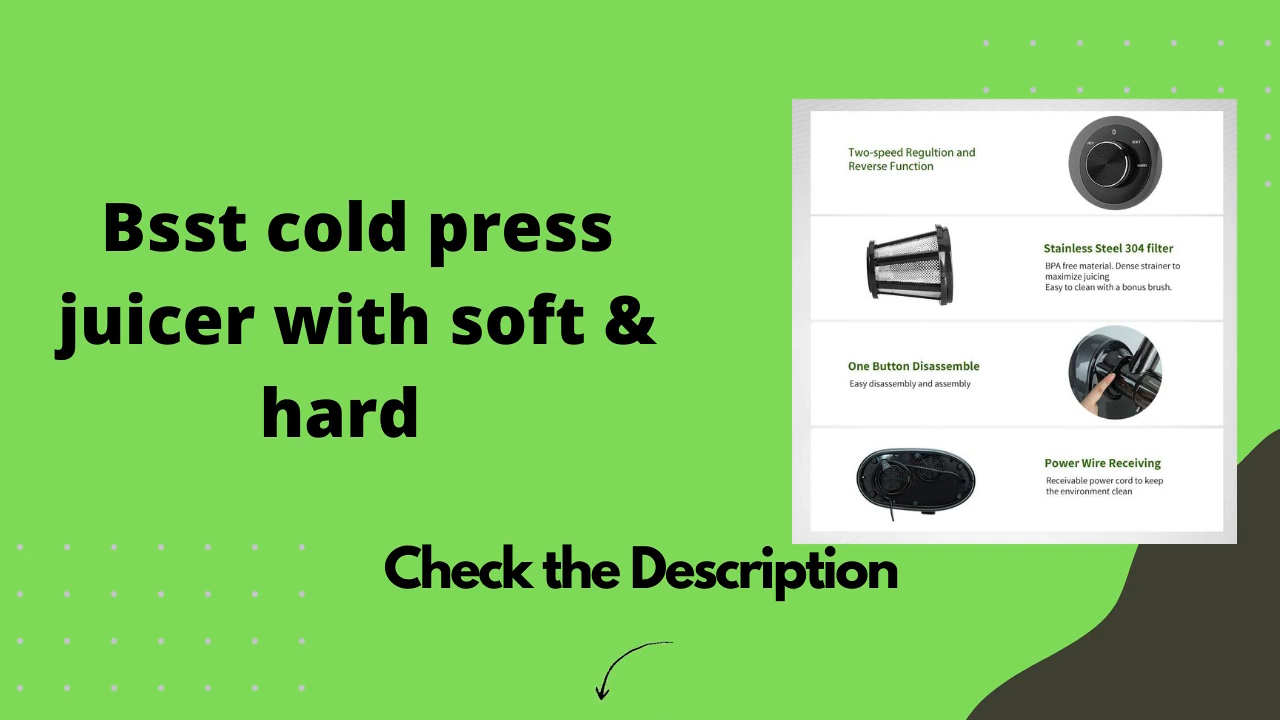 Bsst cold press
juicer with soft &
hard
Two-speed Regultion and
Reverse Function
0
Stainless Steel 304 filter
BPA free material. Dense strainer to
maximize juicing
Easy to clean with a bonus brush.
One Button Disassemble
Easy disassembly and assembly
Power Wire Receiving
Receivable power cord to keep
the environment clean
Check the Description